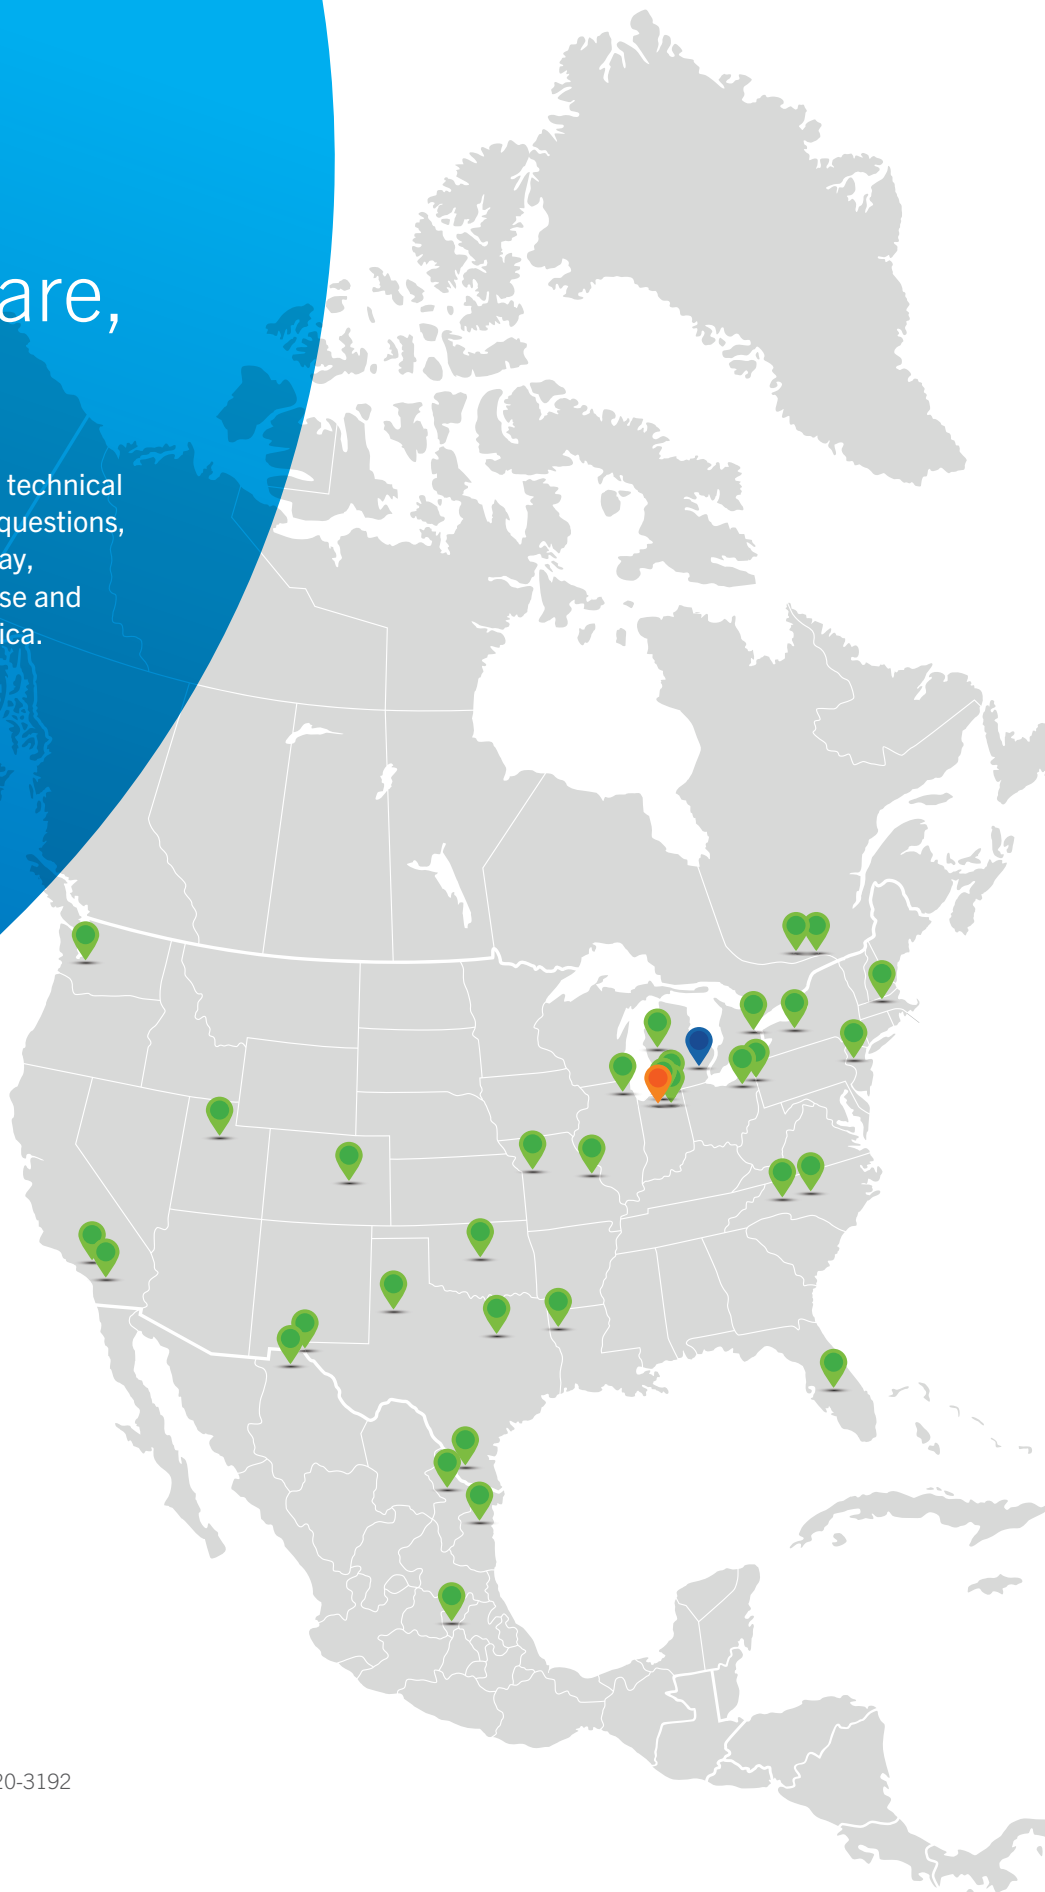 are,
technical
questions,
ay,
se and
ica.
20-3192